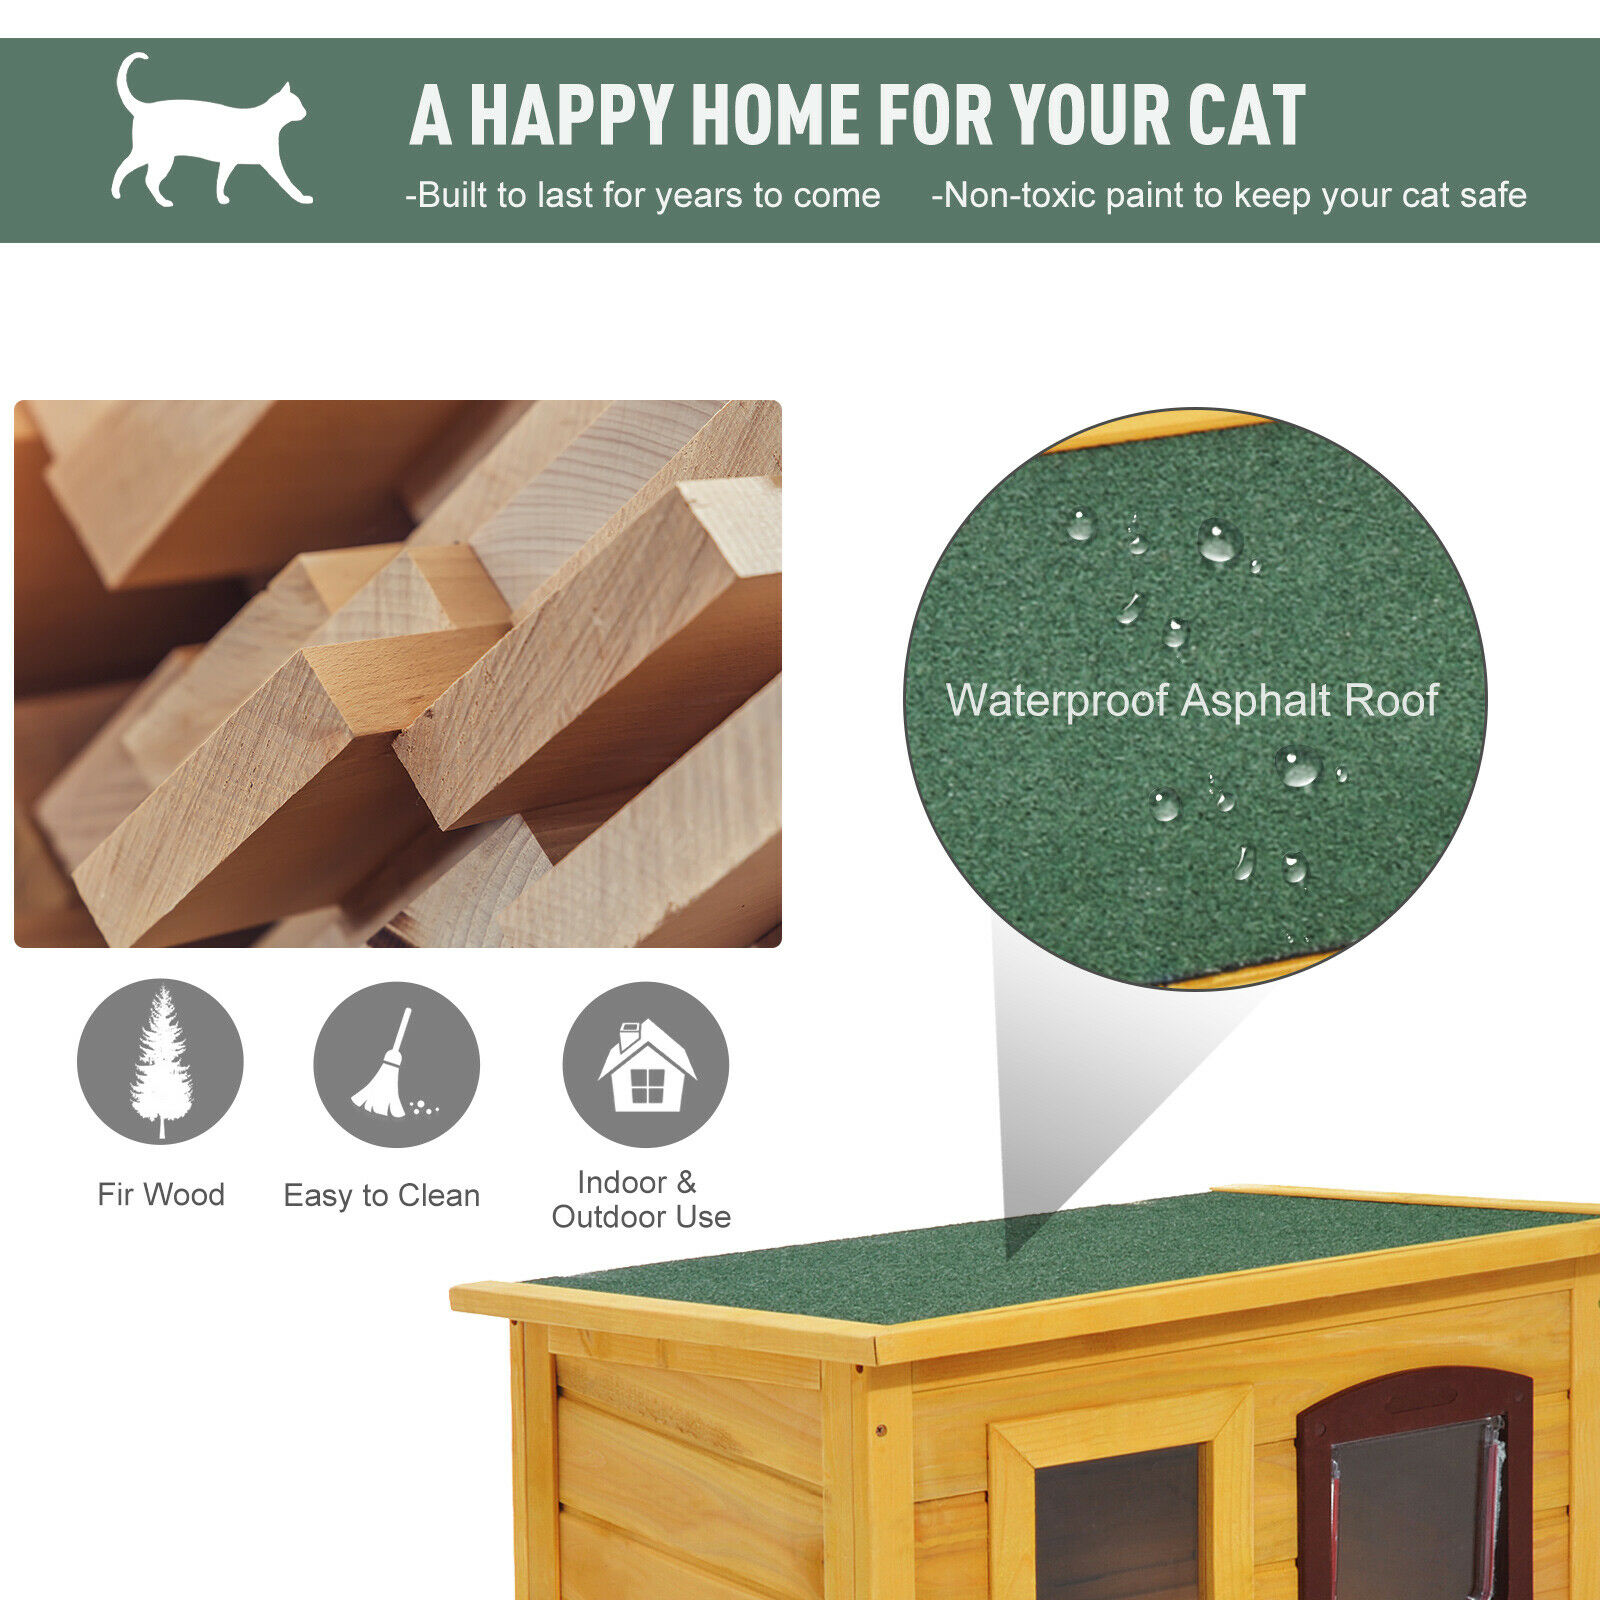 A HAPPY HOME FOR YOUR CAT
-Built to last for years to come -Non-toxic paint to keep your cat safe
Waterproof Asphalt Roof
Fir Wood
Easy to Clean
Indoor &
Outdoor Use